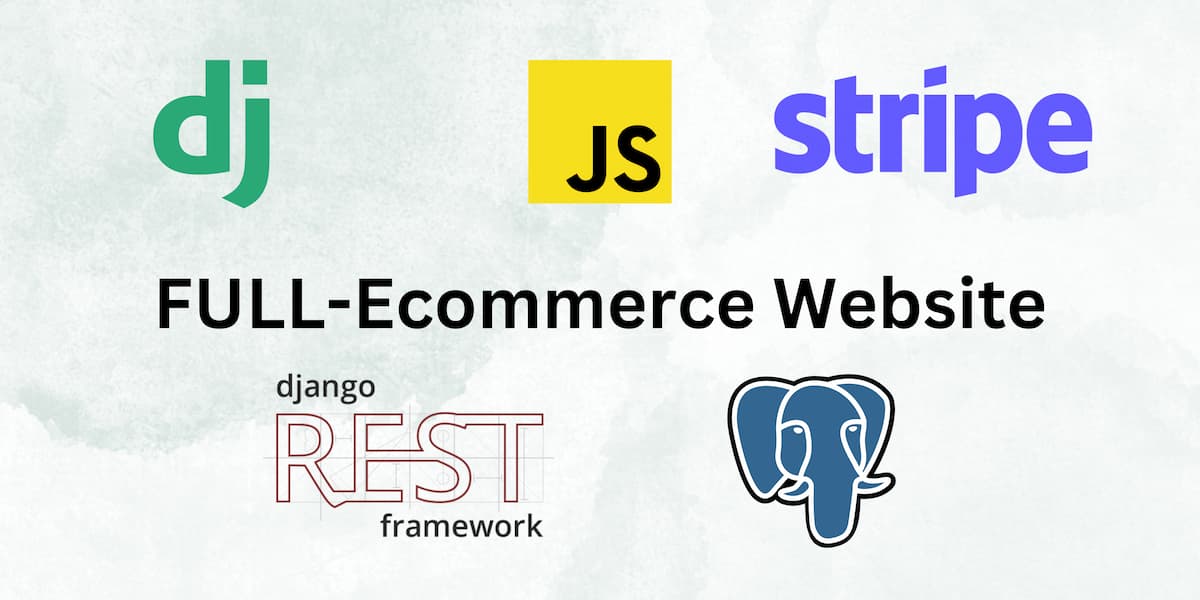 dj
JS
stripe
FULL-Ecommerce Website
django
REST
framework